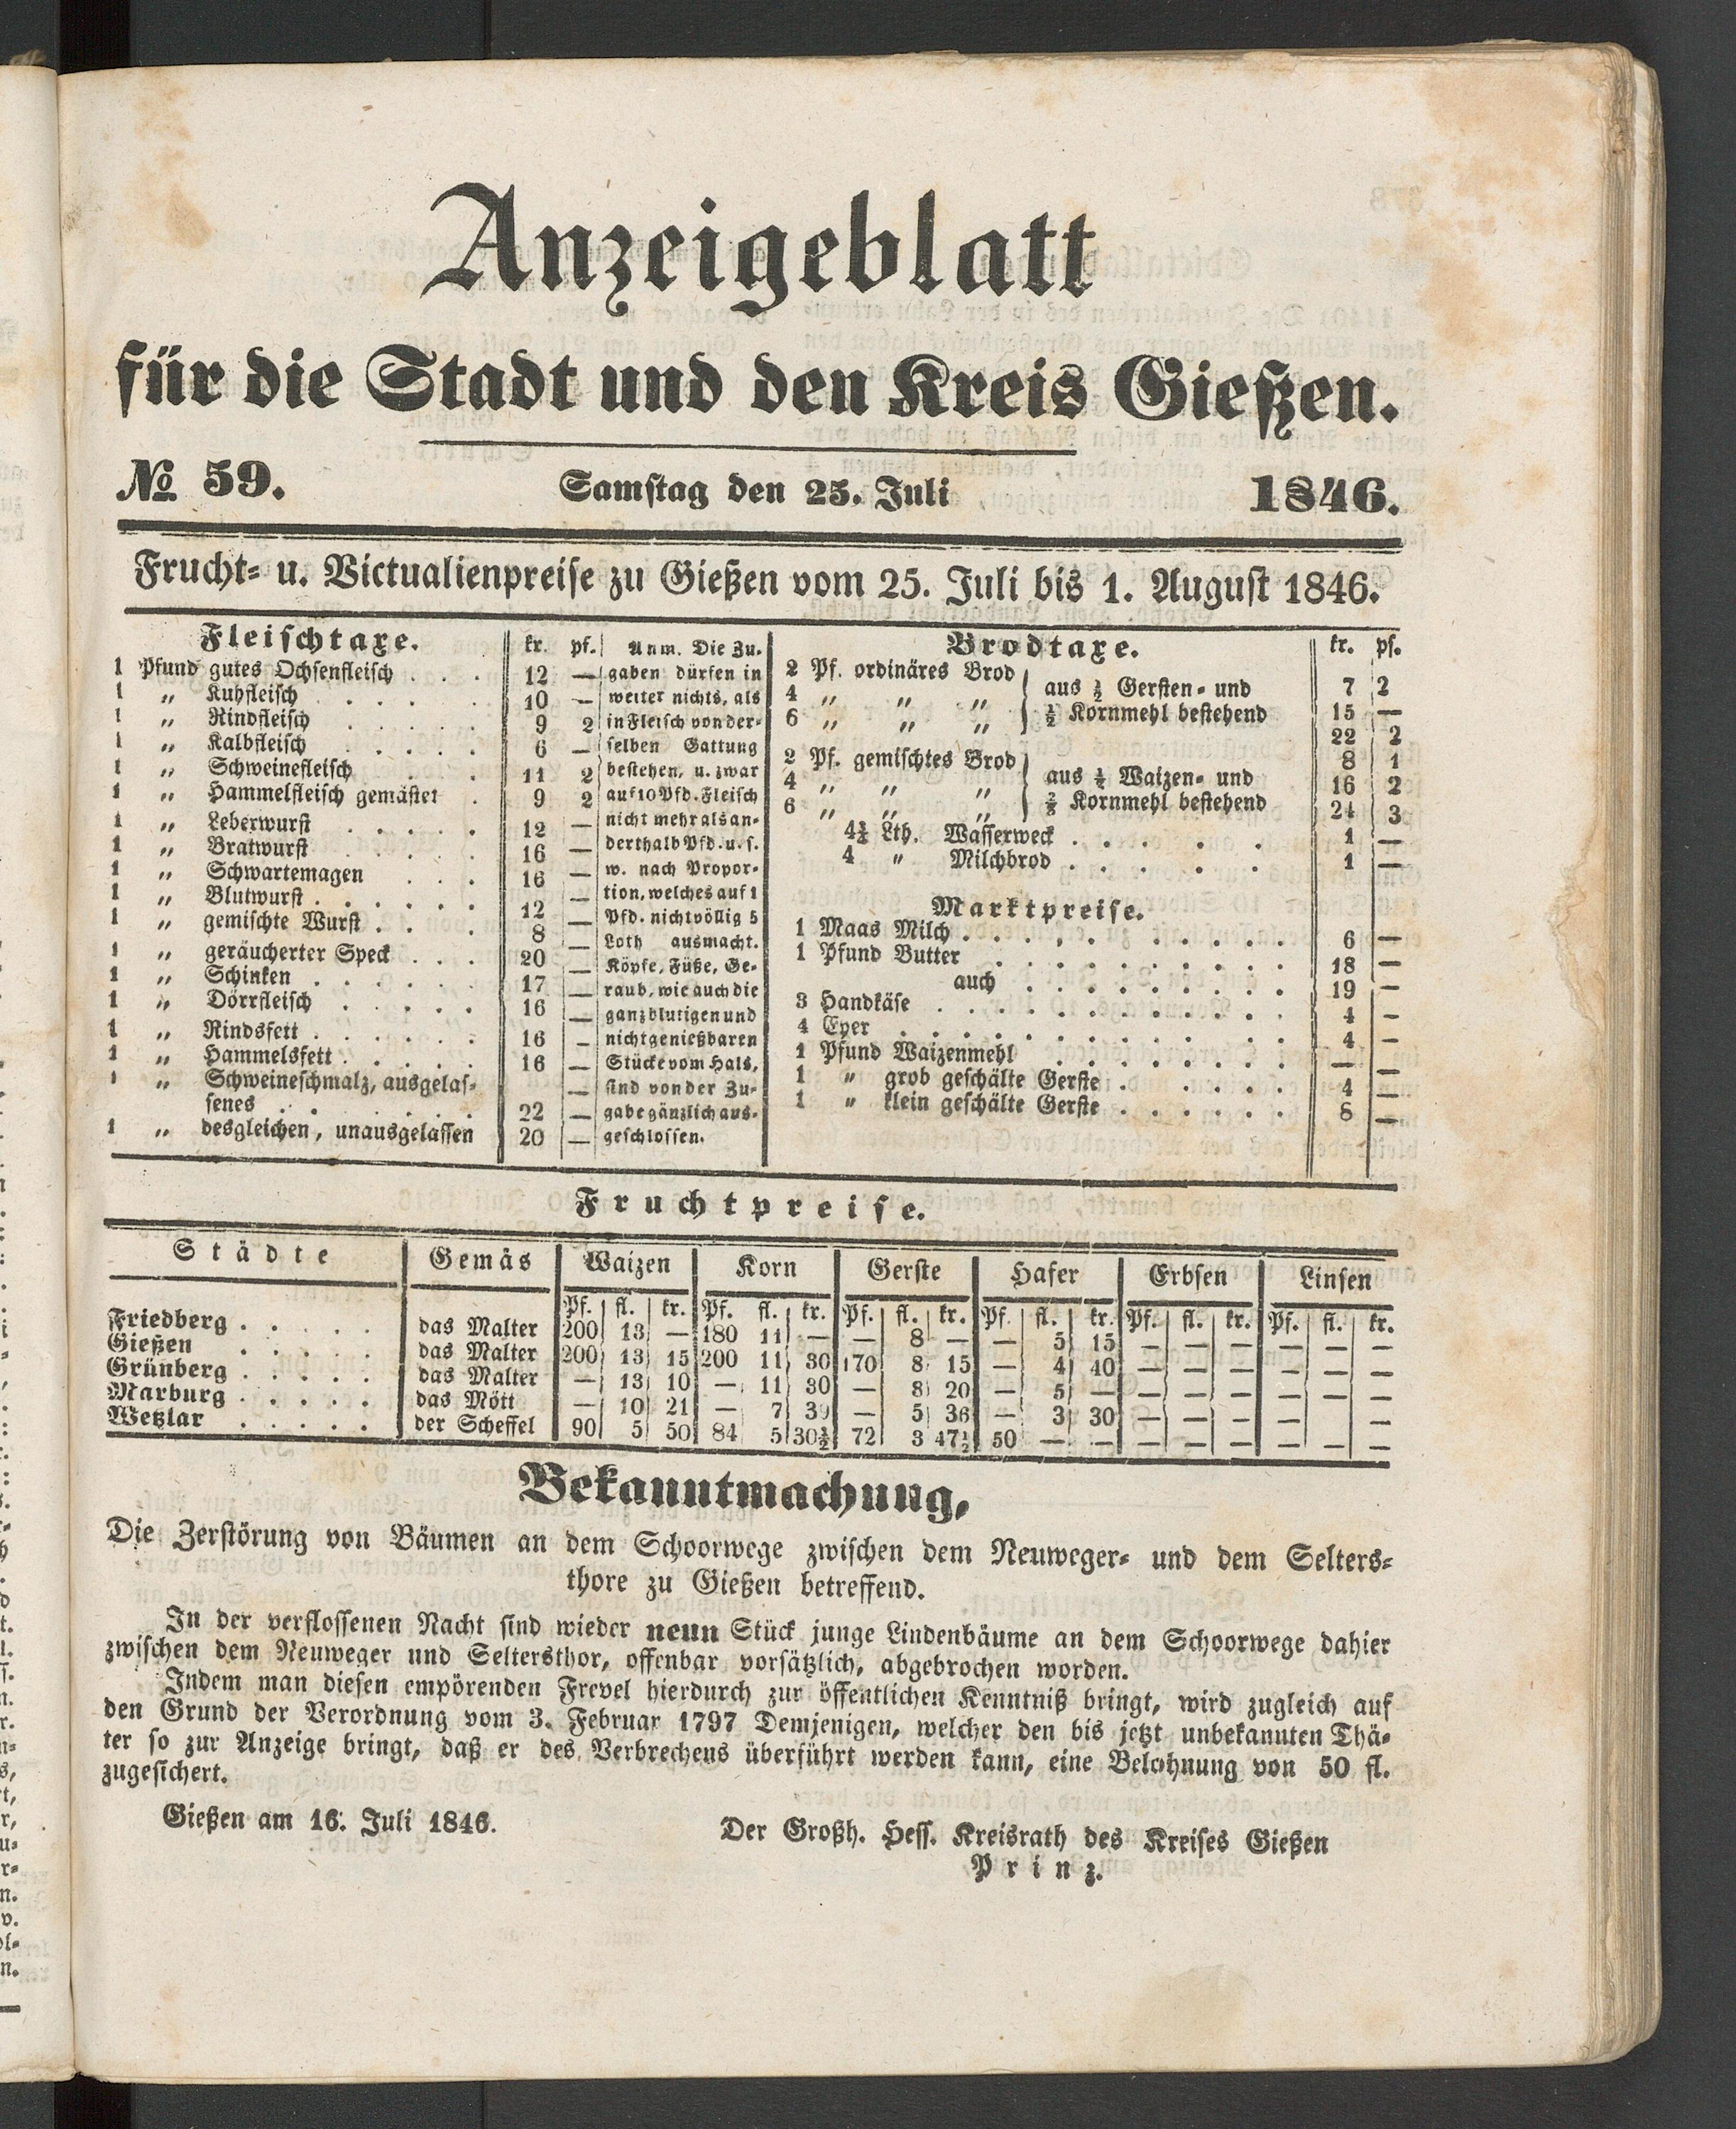 Anzeigeblatt
für die Stadt und den Kreis Gießen.
No 59. Samstag den 25. Juli 1846.
Frucht- u. Victualienpreise zu Gießen vom 25. Juli bis 1. August 1846.
Fleischtaxe. kr. pf.
1 Pfund gutes Ochsenfleisch . . . 12 —
1 „ Kuhfleisch . . . . 10 —
1 „ Rindfleisch . . . . . 9 2
1 „ Kalbfleisch . . . . . 6 —
1 „ Schweinefleisch . . . 11 2
1 „ Hammelfleisch gemästet . 9 2
1 „ Leberwurst . . . . . 12 —
1 „ Bratwurst . . . . . 16 —
1 „ Schwartemagen . . . 16 —
1 „ Blutwurst . . . . . . 12 —
1 „ gemischte Wurst . . . . 8 —
1 „ geräucherter Speck . . . 20 —
1 „ Schinken . . . . . . 17 —
1 „ Dörrfleisch . . . . . 16 —
1 „ Rindsfett . . . . . . 16 —
1 „ Hammelsfett . . . . . 16 —
1 „ Schweineschmalz, ausgelas-
senes . . . . . . 22 —
1 „ desgleichen, unausgelassen 20 —
Anm. Die Zu-
gaben dürfen in
weiter nichts, als
in Fleisch von der-
selben Gattung
bestehen, u. zwar
auf 10 Pfd. Fleisch
nicht mehr als an-
derthalb Pfd. u. s.
w. nach Propor-
tion, welches auf 1
Pfd. nicht völlig 5
Loth ausmacht.
Köpfe, Füße, Ge-
raub, wie auch die
ganz blutigen und
nicht genießbaren
Stücke vom Hals,
sind von der Zu-
gabe gänzlich aus-
geschlossen.
Brodtaxe. kr. pf.
2 Pf. ordinäres Brod aus ½ Gersten- und 7 2
4 „ „ „ ½ Kornmehl bestehend 15 —
6 „ „ „ 22 2
2 Pf. gemischtes Brod 8 1
4 „ „ „ aus ⅓ Waizen- und 16 2
6 „ „ „ ⅔ Kornmehl bestehend 24 3
Lth. Wasserweck . . . . . 1 —
4 „ Milchbrod . . . . . 1 —
Marktpreise.
1 Maas Milch . . . . . . . . . . . 6 —
1 Pfund Butter . . . . . . . . . . 18 —
auch . . . . . . . . . 19 —
3 Handkäse . . . . . . . . . . . 4 —
4 Eyer . . . . . . . . . . . . 4 —
1 Pfund Waizenmehl . . . . . . . . — —
1 „ grob geschälte Gerste . . . . . 4 —
1 „ klein geschälte Gerste . . . . . . 8 —
Fruchtpreise.
Städte Gemäs Waizen Korn Gerste Hafer Erbsen Linsen
Pf. fl. kr. Pf. fl. kr. Pf. fl. kr. Pf. fl. kr. Pf. fl. kr. Pf. fl. kr.
Friedberg . . . . . das Malter 200 13 — 180 11 — — 8 — — 5 15 — — — — — —
Gießen . . . . . das Malter 200 13 15 200 11 30 170 8 15 — 4 40 — — — — — —
Grünberg . . . . . das Malter — 13 10 — 11 30 — 8 20 — 5 — — — — — — —
Marburg . . . . . das Mött — 10 21 — 7 39 — 5 36 — 3 30 — — — — — —
Wetzlar . . . . . der Scheffel 90 5 50 84 5 30½ 72 3 47½ 50 — — — — — — — —
Bekanntmachung,
Die Zerstörung von Bäumen an dem Schoorwege zwischen dem Neuweger- und dem Selters-
thore zu Gießen betreffend.
In der verflossenen Nacht sind wieder neun Stück junge Lindenbäume an dem Schoorwege dahier
zwischen dem Neuweger und Seltersthor, offenbar vorsätzlich, abgebrochen worden.
Indem man diesen empörenden Frevel hierdurch zur öffentlichen Kenntniß bringt, wird zugleich auf
den Grund der Verordnung vom 3. Februar 1797 Demjenigen, welcher den bis jetzt unbekannten Thä-
ter so zur Anzeige bringt, daß er des Verbrechens überführt werden kann, eine Belohnung von 50 fl.
zugesichert.
Gießen am 16. Juli 1846.
Der Großh. Hess. Kreisrath des Kreises Gießen
Prinz.